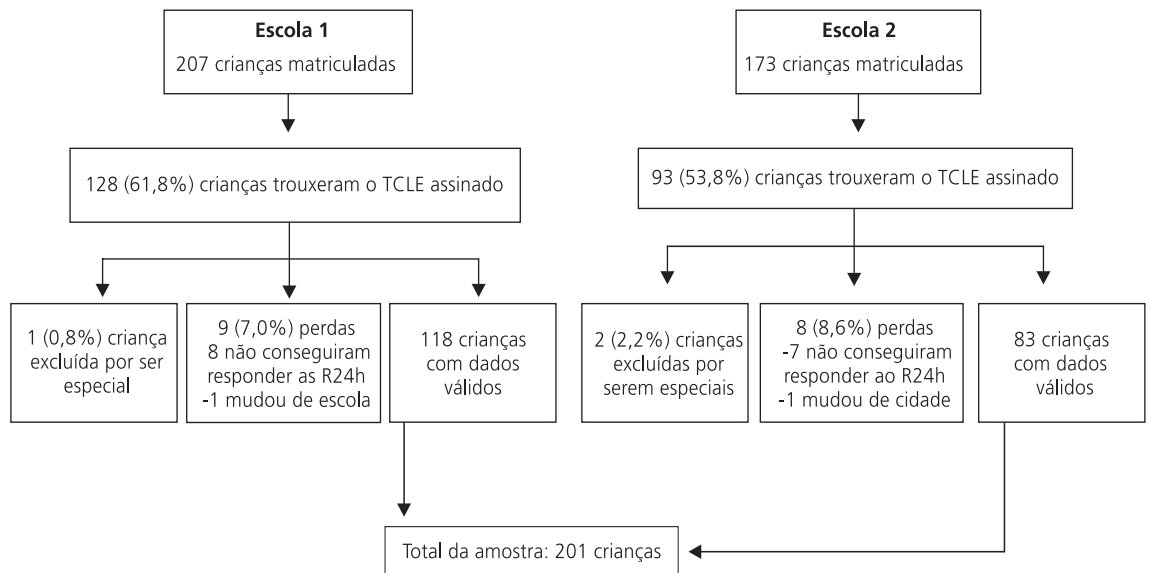 Escola 1
207 crianças matriculadas
128 (61,8%) crianças trouxeram o TCLE assinado
1 (0,8%) criança
excluída por ser
especial
9 (7,0%) perdas
8 não conseguiram
responder as R24h
-1 mudou de escola
118 crianças
com dados
válidos
Escola 2
173 crianças matriculadas
93 (53,8%) crianças trouxeram o TCLE assinado
2 (2,2%) crianças
excluídas por
serem especiais
8 (8,6%) perdas
-7 não conseguiram
responder ao R24h
-1 mudou de cidade
83 crianças
com dados
válidos
Total da amostra: 201 crianças